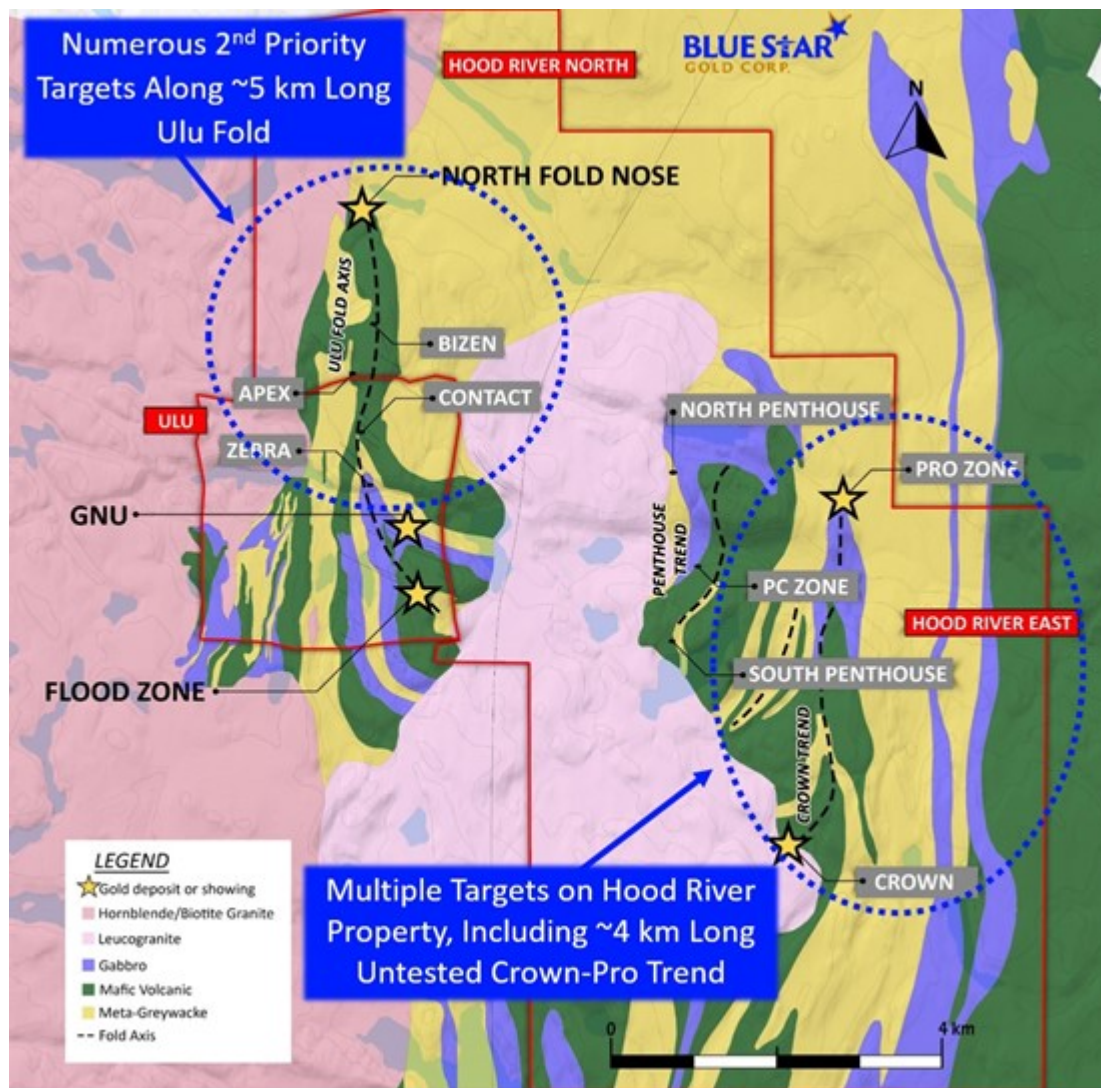 Numerous 2nd Priority
Targets Along ~5 km Long
Ulu Fold
HOOD RIVER NORTH
BLUE STAR
GOLD CORP.
N
NORTH FOLD NOSE
ULU FOLD AXIS
BIZEN
APEX
CONTACT
ULU
ZEBRA
GNU
FLOOD ZONE
NORTH PENTHOUSE
PRO ZONE
PENTHOUSE
TREND
PC ZONE
HOOD RIVER EAST
SOUTH PENTHOUSE
CROWN TREND
CROWN
Multiple Targets on Hood River
Property, Including ~4 km Long
Untested Crown-Pro Trend
LEGEND
Gold deposit or showing
Hornblende/Biotite Granite
Leucogranite
Gabbro
Mafic Volcanic
Meta-Greywacke
Fold Axis
0
4 km